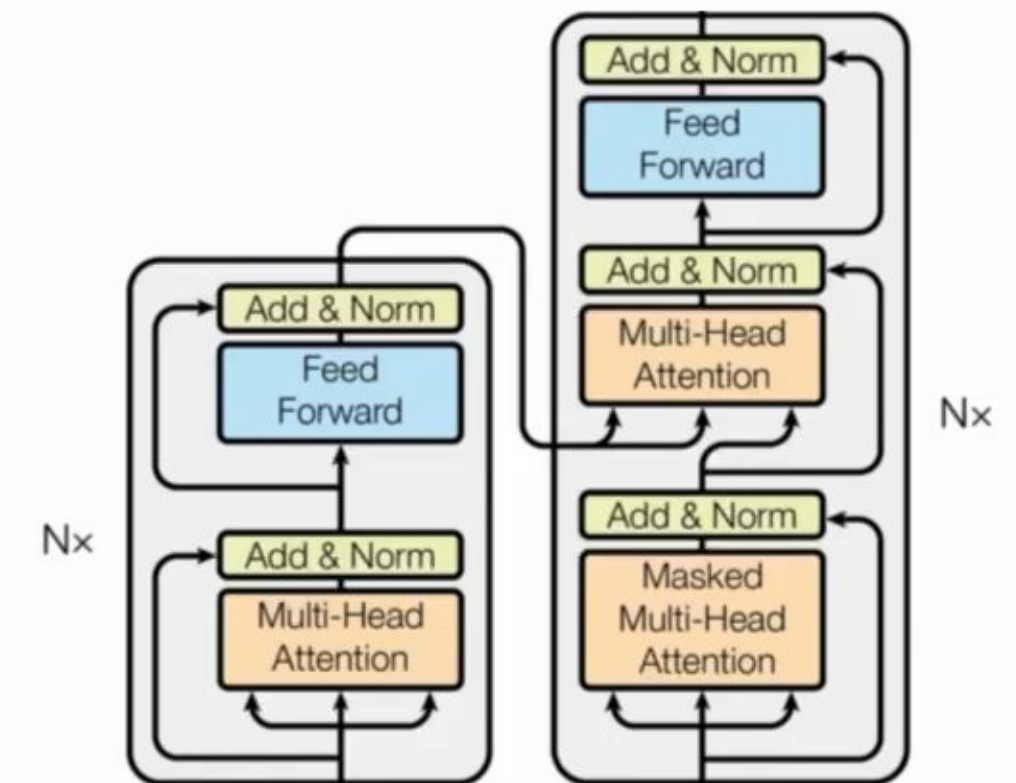 Add & Norm
Feed
Forward
Add & Norm
Multi-Head
Attention
Nx
Add & Norm
Masked
Multi-Head
Attention
Add & Norm
Feed
Forward
Nx
Add & Norm
Multi-Head
Attention